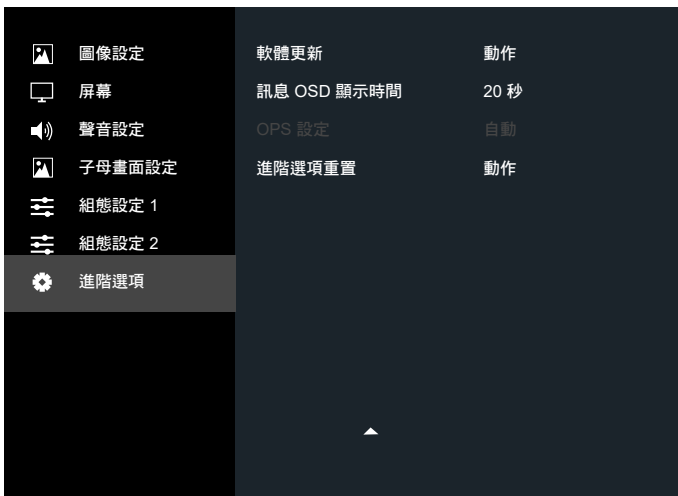 圖像設定
屏幕
聲音設定
子母畫面設定
組態設定 1
組態設定 2
進階選項
軟體更新 動作
訊息 OSD 顯示時間 20 秒
OPS 設定 自動
進階選項重置 動作